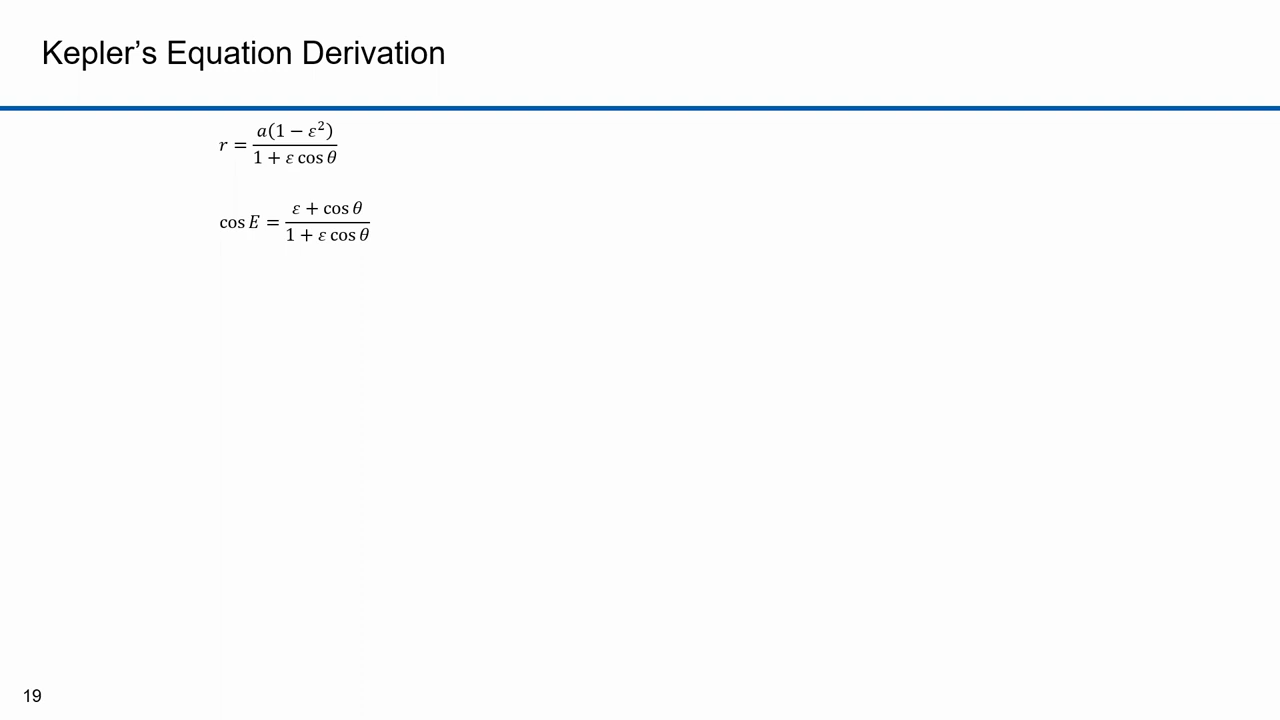 Kepler’s Equation Derivation
𝑟 = 𝑎(1 − 𝜀²) / 1 + 𝜀 cos 𝜃
cos 𝐸 = 𝜀 + cos 𝜃 / 1 + 𝜀 cos 𝜃
19